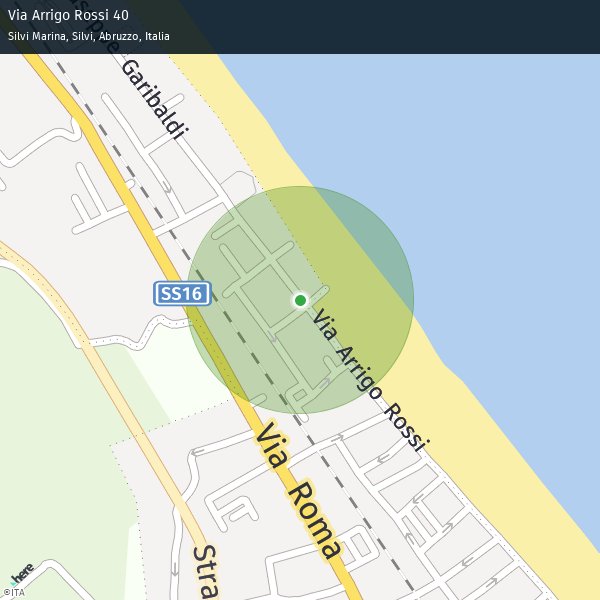 Via Arrigo Rossi 40
Silvi Marina, Silvi, Abruzzo, Italia
Garibaldi
SS16
Via Arrigo Rossi
Via Roma
Stra
here
©ITA